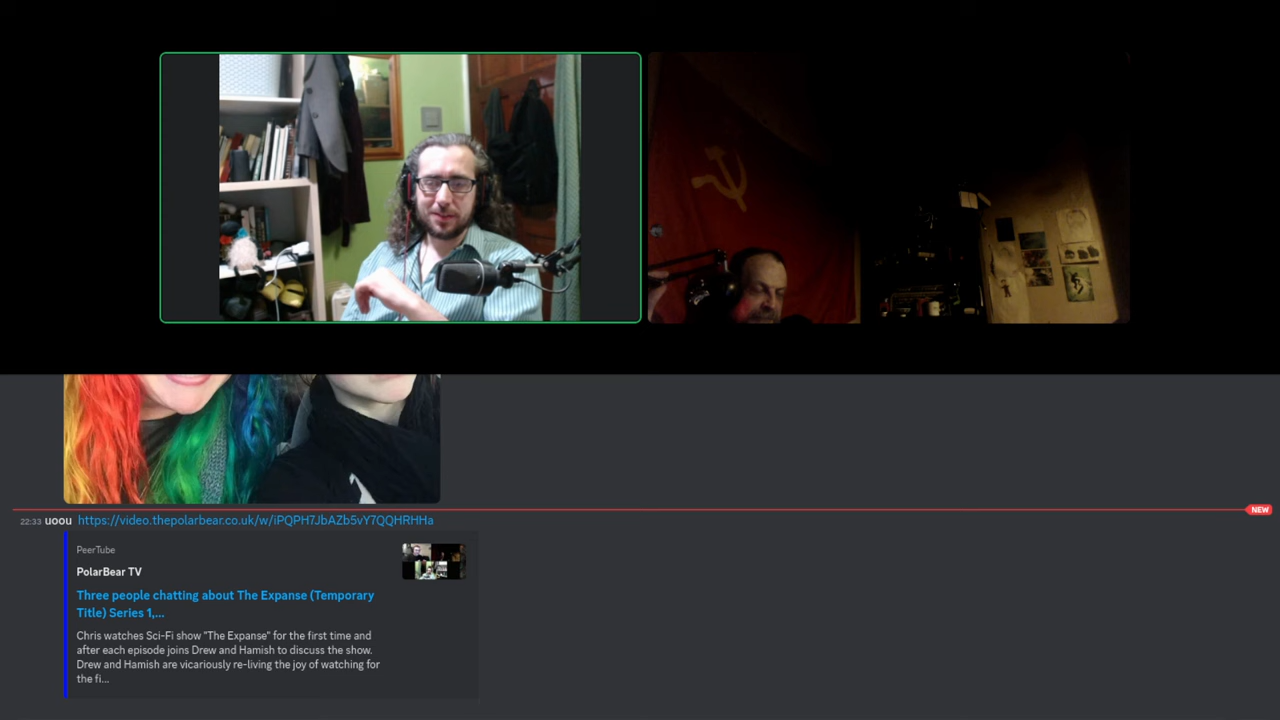 NEW
22:33 uoou https://video.thepolarbear.co.uk/w/iPQPH7JbAZb5vY7QQHRHHa
PeerTube
PolarBear TV
Three people chatting about The Expanse (Temporary
Title) Series 1,...
Chris watches Sci-Fi show "The Expanse" for the first time and
after each episode joins Drew and Hamish to discuss the show.
Drew and Hamish are vicariously re-living the joy of watching for
the fi...